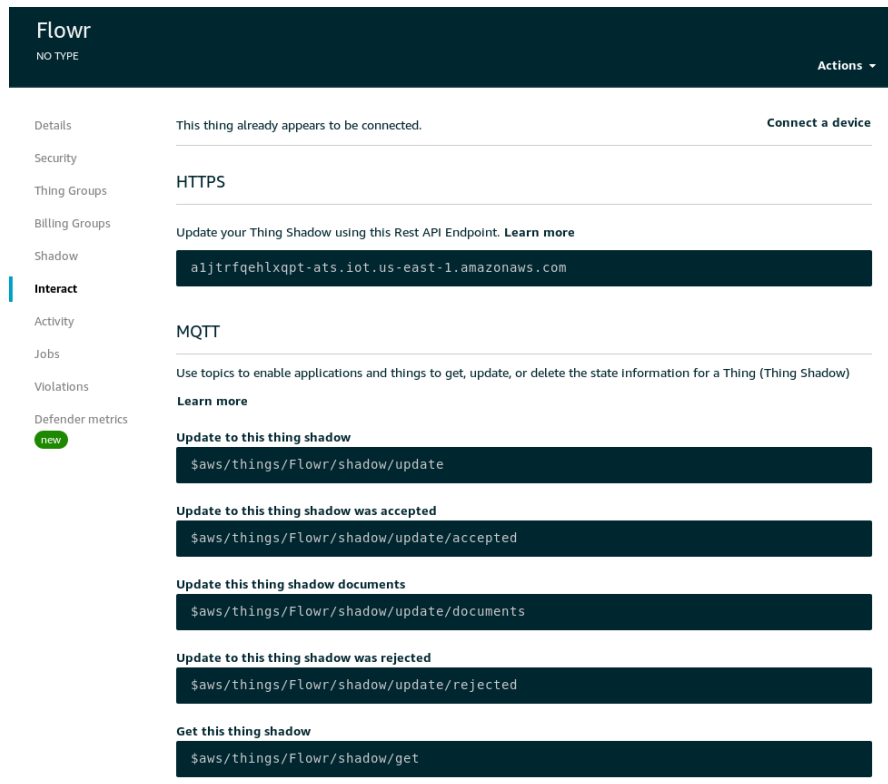 Flowr
NO TYPE
Actions
Details
Security
Thing Groups
Billing Groups
Shadow
Interact
Activity
Jobs
Violations
Defender metrics
new
This thing already appears to be connected.
Connect a device
HTTPS
Update your Thing Shadow using this Rest API Endpoint. Learn more
a1jtrfqehlxqpt-ats.iot.us-east-1.amazonaws.com
MQTT
Use topics to enable applications and things to get, update, or delete the state information for a Thing (Thing Shadow)
Learn more
Update to this thing shadow
$aws/things/Flowr/shadow/update
Update to this thing shadow was accepted
$aws/things/Flowr/shadow/update/accepted
Update this thing shadow documents
$aws/things/Flowr/shadow/update/documents
Update to this thing shadow was rejected
$aws/things/Flowr/shadow/update/rejected
Get this thing shadow
$aws/things/Flowr/shadow/get